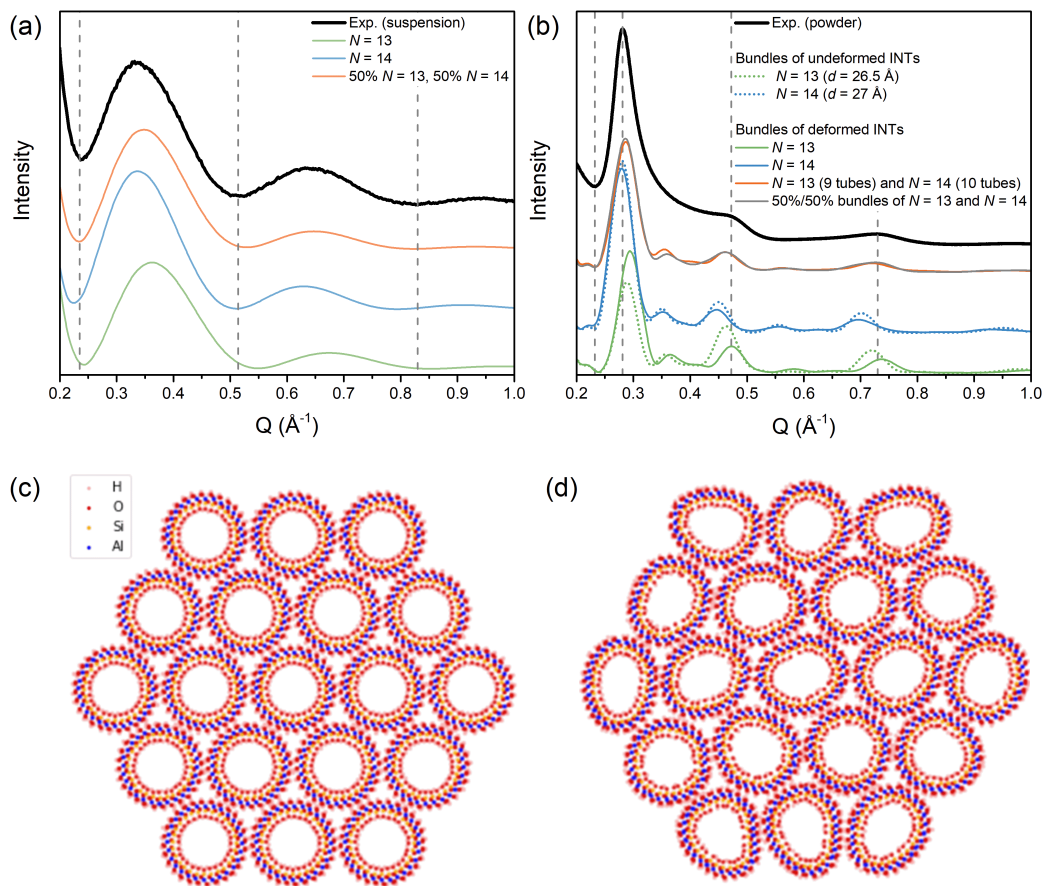 (a)
Exp. (suspension)
N = 13
N = 14
50% N = 13, 50% N = 14
Intensity
0.2 0.3 0.4 0.5 0.6 0.7 0.8 0.9 1.0
Q (Å⁻¹)
(b)
Exp. (powder)
Bundles of undeformed INTs
N = 13 (d = 26.5 Å)
N = 14 (d = 27 Å)
Bundles of deformed INTs
N = 13
N = 14
N = 13 (9 tubes) and N = 14 (10 tubes)
50%/50% bundles of N = 13 and N = 14
Intensity
0.2 0.3 0.4 0.5 0.6 0.7 0.8 0.9 1.0
Q (Å⁻¹)
(c)
H
O
Si
Al
(d)